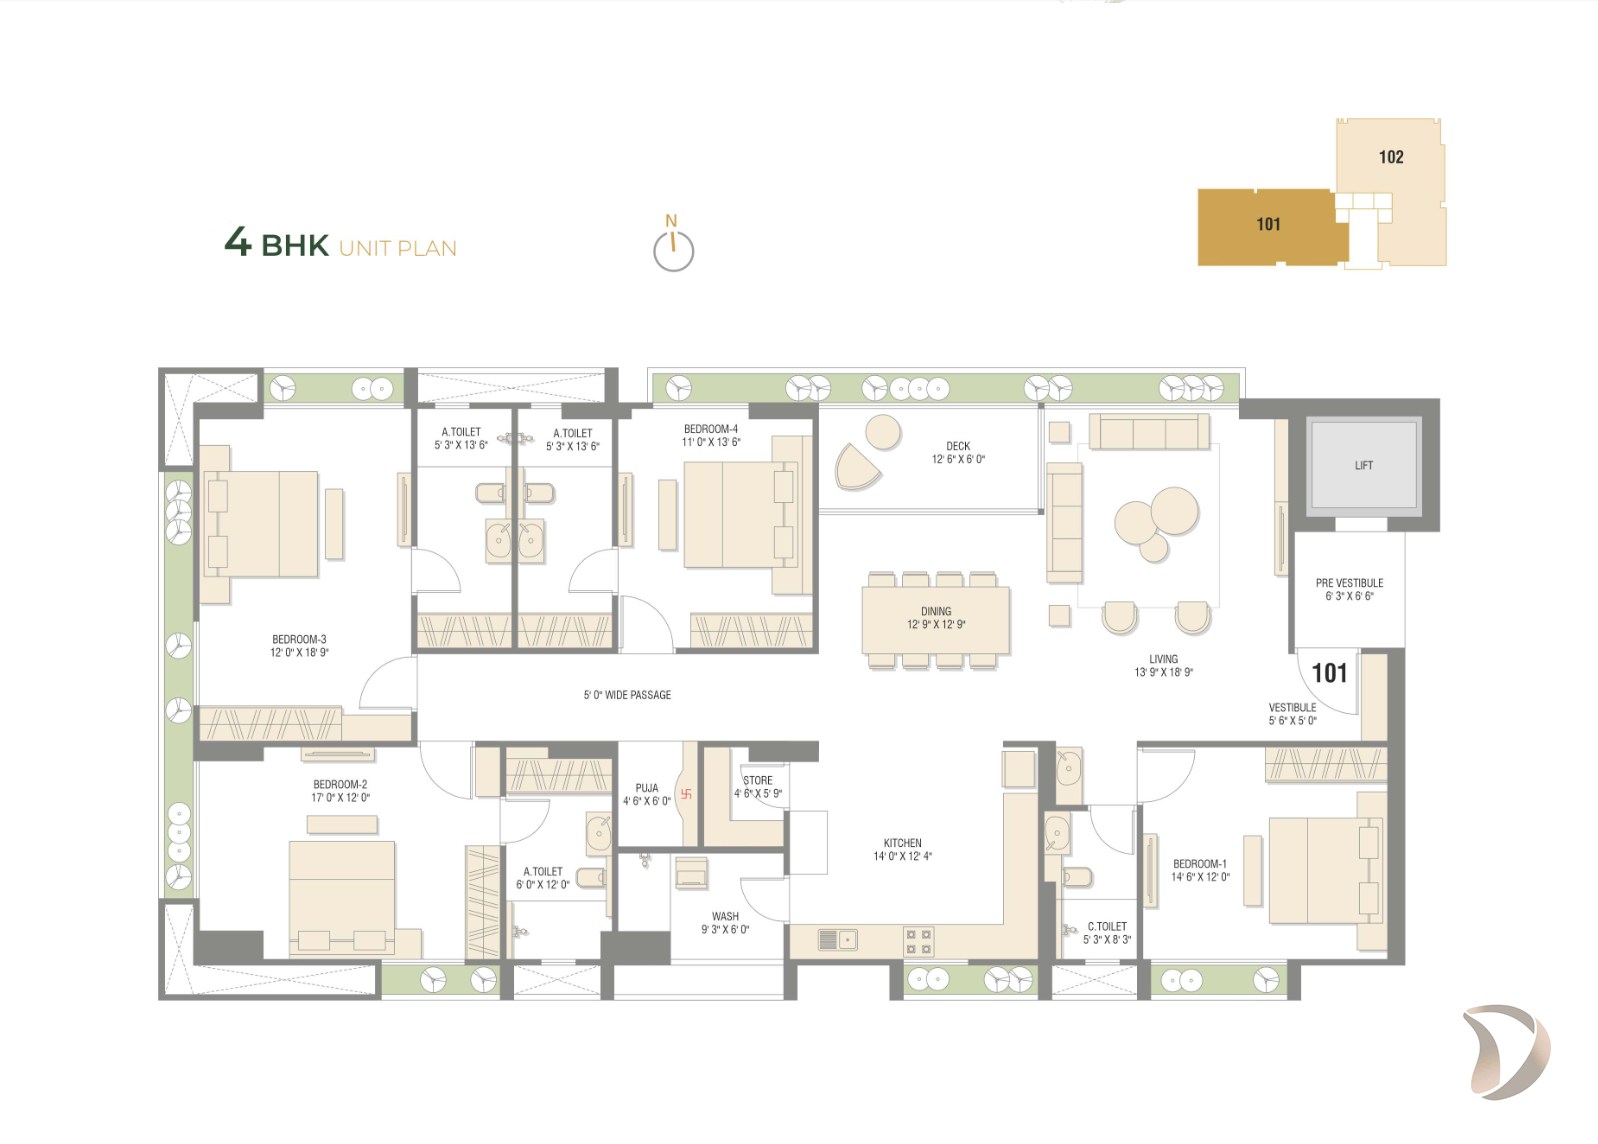 102
101
4 BHK UNIT PLAN
N
A.TOILET
5' 3" X 13' 6"
A.TOILET
5' 3" X 13' 6"
BEDROOM-4
11' 0" X 13' 6"
DECK
12' 6" X 6' 0"
LIFT
PRE VESTIBULE
6' 3" X 6' 6"
BEDROOM-3
12' 0" X 18' 9"
DINING
12' 9" X 12' 9"
LIVING
13' 9" X 18' 9"
101
5' 0" WIDE PASSAGE
VESTIBULE
5' 6" X 5' 0"
BEDROOM-2
17' 0" X 12' 0"
PUJA
4' 6" X 6' 0"
STORE
4' 6" X 5' 9"
KITCHEN
14' 0" X 12' 4"
A.TOILET
6' 0" X 12' 0"
BEDROOM-1
14' 6" X 12' 0"
WASH
9' 3" X 6' 0"
C.TOILET
5' 3" X 8' 3"